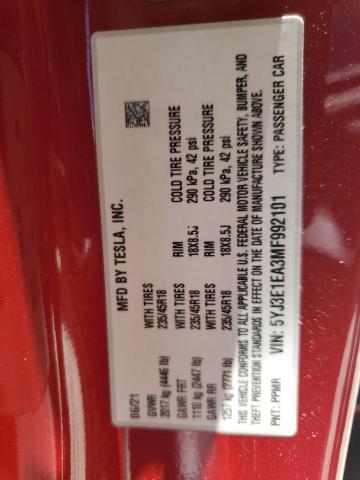 MFD BY TESLA, INC.
06/21
GVWR
2017 kg (4446 lb) WITH TIRES RIM COLD TIRE PRESSURE
GAWR FRT 235/45R18 18X8.5J 290 kPa, 42 psi
1110 kg (2447 lb) WITH TIRES RIM COLD TIRE PRESSURE
GAWR RR 235/45R18 18X8.5J 290 kPa, 42 psi
1257 kg (2771 lb)
THIS VEHICLE CONFORMS TO ALL APPLICABLE U.S. FEDERAL MOTOR VEHICLE SAFETY, BUMPER, AND
THEFT PREVENTION STANDARDS IN EFFECT ON THE DATE OF MANUFACTURE SHOWN ABOVE.
VIN: 5YJ3E1EA3MF992101 TYPE: PASSENGER CAR
PNT: PPMR